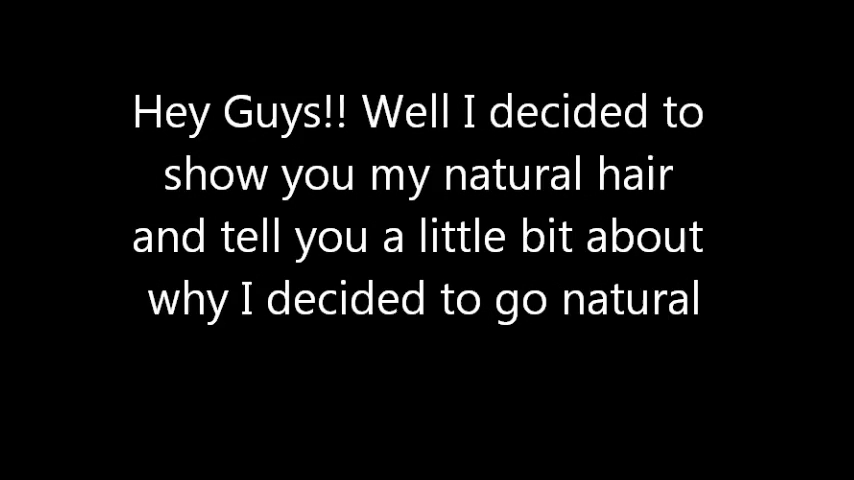 Hey Guys!! Well I decided to
show you my natural hair
and tell you a little bit about
why I decided to go natural